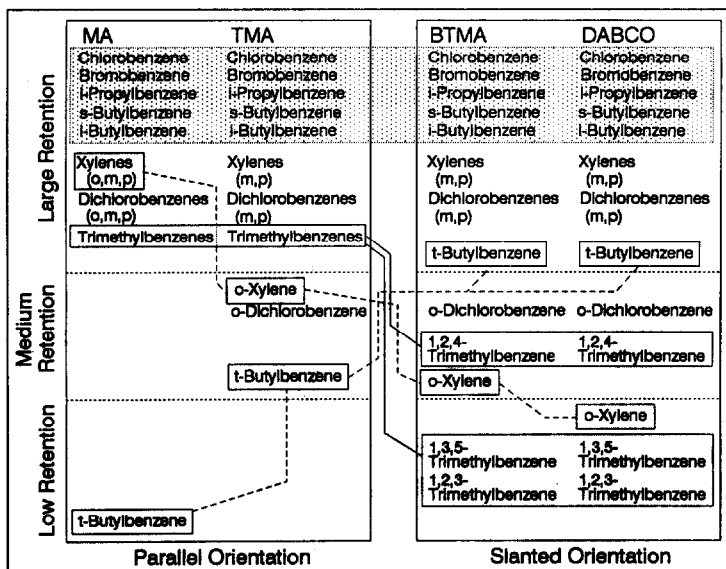 MA TMA BTMA DABCO
Large Retention
Chlorobenzene Chlorobenzene Chlorobenzene Chlorobenzene
Bromobenzene Bromobenzene Bromobenzene Bromobenzene
i-Propylbenzene i-Propylbenzene i-Propylbenzene i-Propylbenzene
s-Butylbenzene s-Butylbenzene s-Butylbenzene s-Butylbenzene
i-Butylbenzene i-Butylbenzene i-Butylbenzene i-Butylbenzene
Xylenes Xylenes Xylenes Xylenes
(o,m,p) (m,p) (m,p) (m,p)
Dichlorobenzenes Dichlorobenzenes Dichlorobenzenes Dichlorobenzenes
(o,m,p) (m,p) (m,p) (m,p)
Trimethylbenzenes Trimethylbenzenes
t-Butylbenzene t-Butylbenzene
Medium Retention
o-Xylene
o-Dichlorobenzene o-Dichlorobenzene o-Dichlorobenzene
1,2,4- 1,2,4-
Trimethylbenzene Trimethylbenzene
t-Butylbenzene o-Xylene
Low Retention
o-Xylene
1,3,5- 1,3,5-
Trimethylbenzene Trimethylbenzene
1,2,3- 1,2,3-
Trimethylbenzene Trimethylbenzene
t-Butylbenzene
Parallel Orientation Slanted Orientation